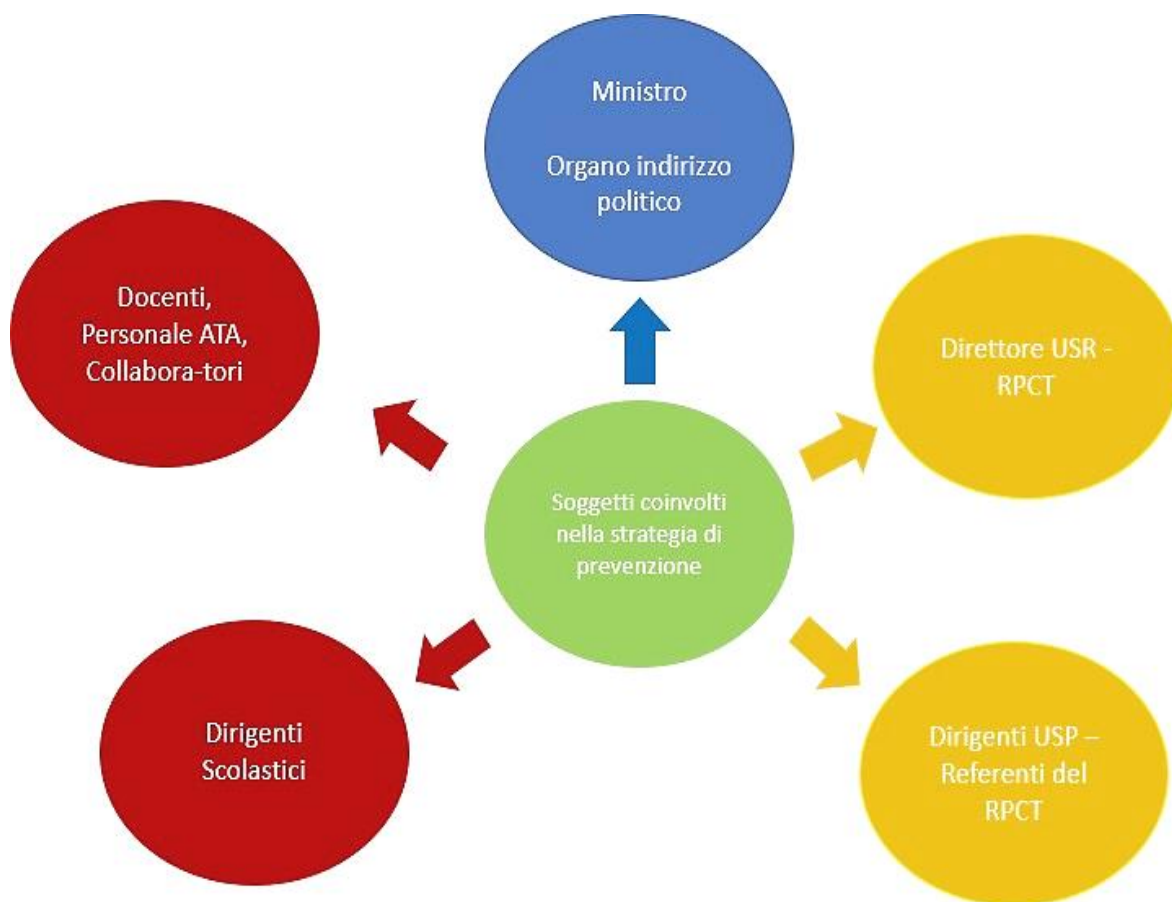 Ministro
Organo indirizzo
politico
Docenti,
Personale ATA,
Collabora-tori
Direttore USR -
RPCT
Soggetti coinvolti
nella strategia di
prevenzione
Dirigenti
Scolastici
Dirigenti USP –
Referenti del
RPCT